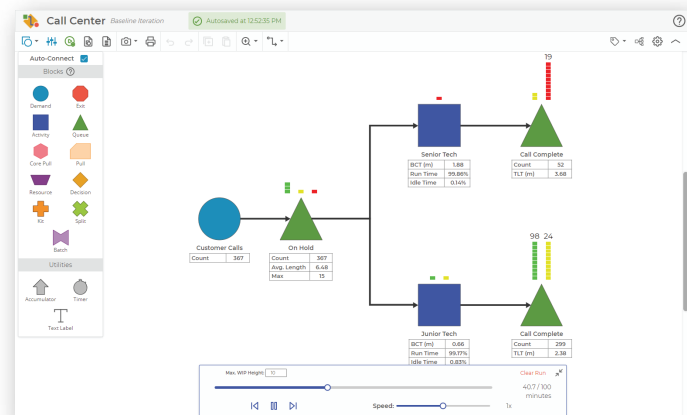 Call Center Baseline Iteration Autosaved at 12:52:35 PM
Auto-Connect
Blocks
Demand Exit
Activity Queue
Core Pull Pull
Resource Decision
Kit Split
Batch
Utilities
Accumulator Timer
Text Label
19
Senior Tech
BCT (m) 1.88
Run Time 99.86%
Idle Time 0.14%
Call Complete
Count 52
TLT (m) 3.68
Customer Calls
Count 367
On Hold
Count 367
Avg. Length 6.48
Max 15
98 24
Junior Tech
BCT (m) 0.66
Run Time 99.17%
Idle Time 0.83%
Call Complete
Count 299
TLT (m) 2.38
Max. WIP Height: 10
Clear Run
40.7 / 100
minutes
Speed: 1x